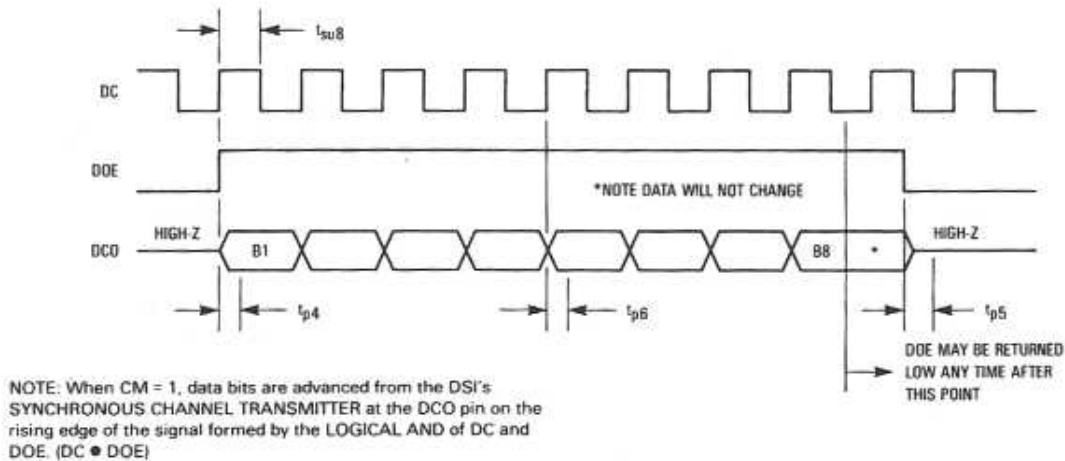 tsu8
DC
DOE
*NOTE DATA WILL NOT CHANGE
HIGH-Z
HIGH-Z
DCO
B1
B8
*
tp4
tp6
tp5
DOE MAY BE RETURNED
LOW ANY TIME AFTER
THIS POINT
NOTE: When CM = 1, data bits are advanced from the DSI's
SYNCHRONOUS CHANNEL TRANSMITTER at the DCO pin on the
rising edge of the signal formed by the LOGICAL AND of DC and
DOE. (DC ● DOE)